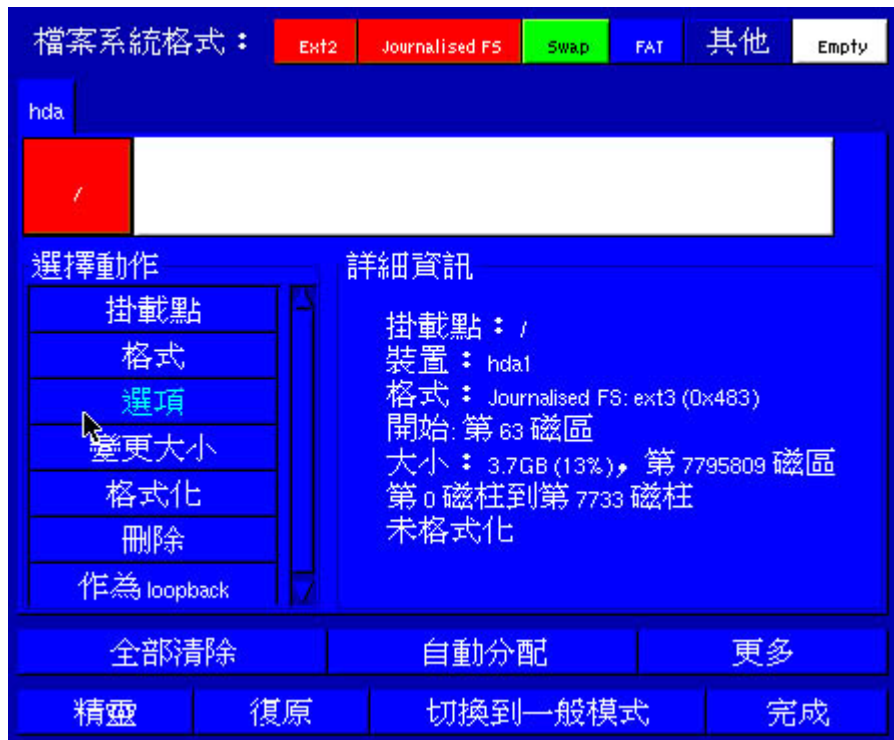 檔案系統格式： Ext2 Journalised FS Swap FAT 其他 Empty
hda
/
選擇動作
掛載點
格式
選項
變更大小
格式化
刪除
作為 loopback
詳細資訊
掛載點： /
裝置： hda1
格式： Journalised FS: ext3 (0x483)
開始: 第 63 磁區
大小： 3.7GB (13%)， 第 7795809 磁區
第 0 磁柱到第 7733 磁柱
未格式化
全部清除 自動分配 更多
精靈 復原 切換到一般模式 完成